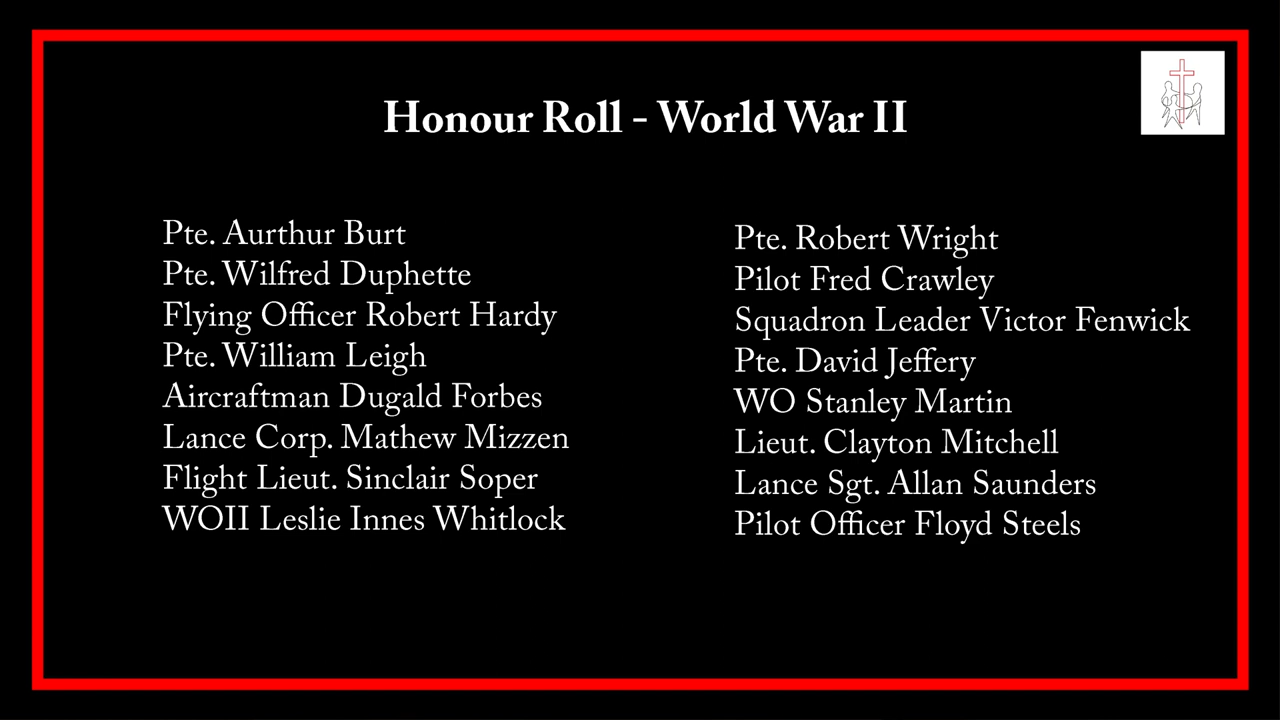 Honour Roll - World War II
Pte. Aurthur Burt
Pte. Wilfred Duphette
Flying Officer Robert Hardy
Pte. William Leigh
Aircraftman Dugald Forbes
Lance Corp. Mathew Mizzen
Flight Lieut. Sinclair Soper
WOII Leslie Innes Whitlock
Pte. Robert Wright
Pilot Fred Crawley
Squadron Leader Victor Fenwick
Pte. David Jeffery
WO Stanley Martin
Lieut. Clayton Mitchell
Lance Sgt. Allan Saunders
Pilot Officer Floyd Steels